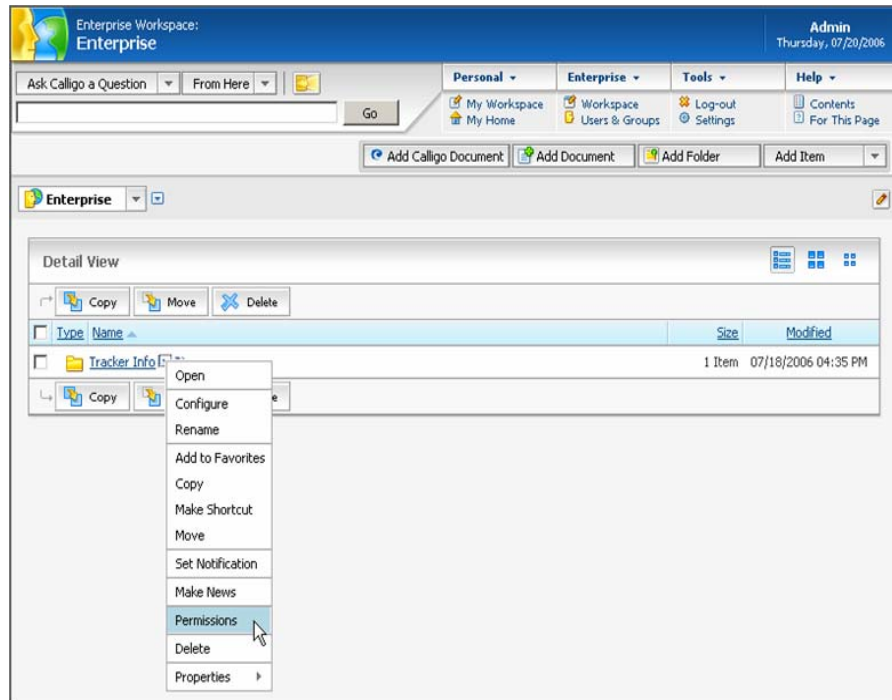 Enterprise Workspace:
Enterprise
Admin
Thursday, 07/20/2006
Ask Calligo a Question
From Here
Go
Personal
Enterprise
Tools
Help
My Workspace
Workspace
Log-out
Contents
My Home
Users & Groups
Settings
For This Page
Add Calligo Document
Add Document
Add Folder
Add Item
Enterprise
Detail View
Copy
Move
Delete
Type
Name
Size
Modified
Tracker Info
1 Item
07/18/2006 04:35 PM
Copy
Open
Configure
Rename
Add to Favorites
Copy
Make Shortcut
Move
Set Notification
Make News
Permissions
Delete
Properties